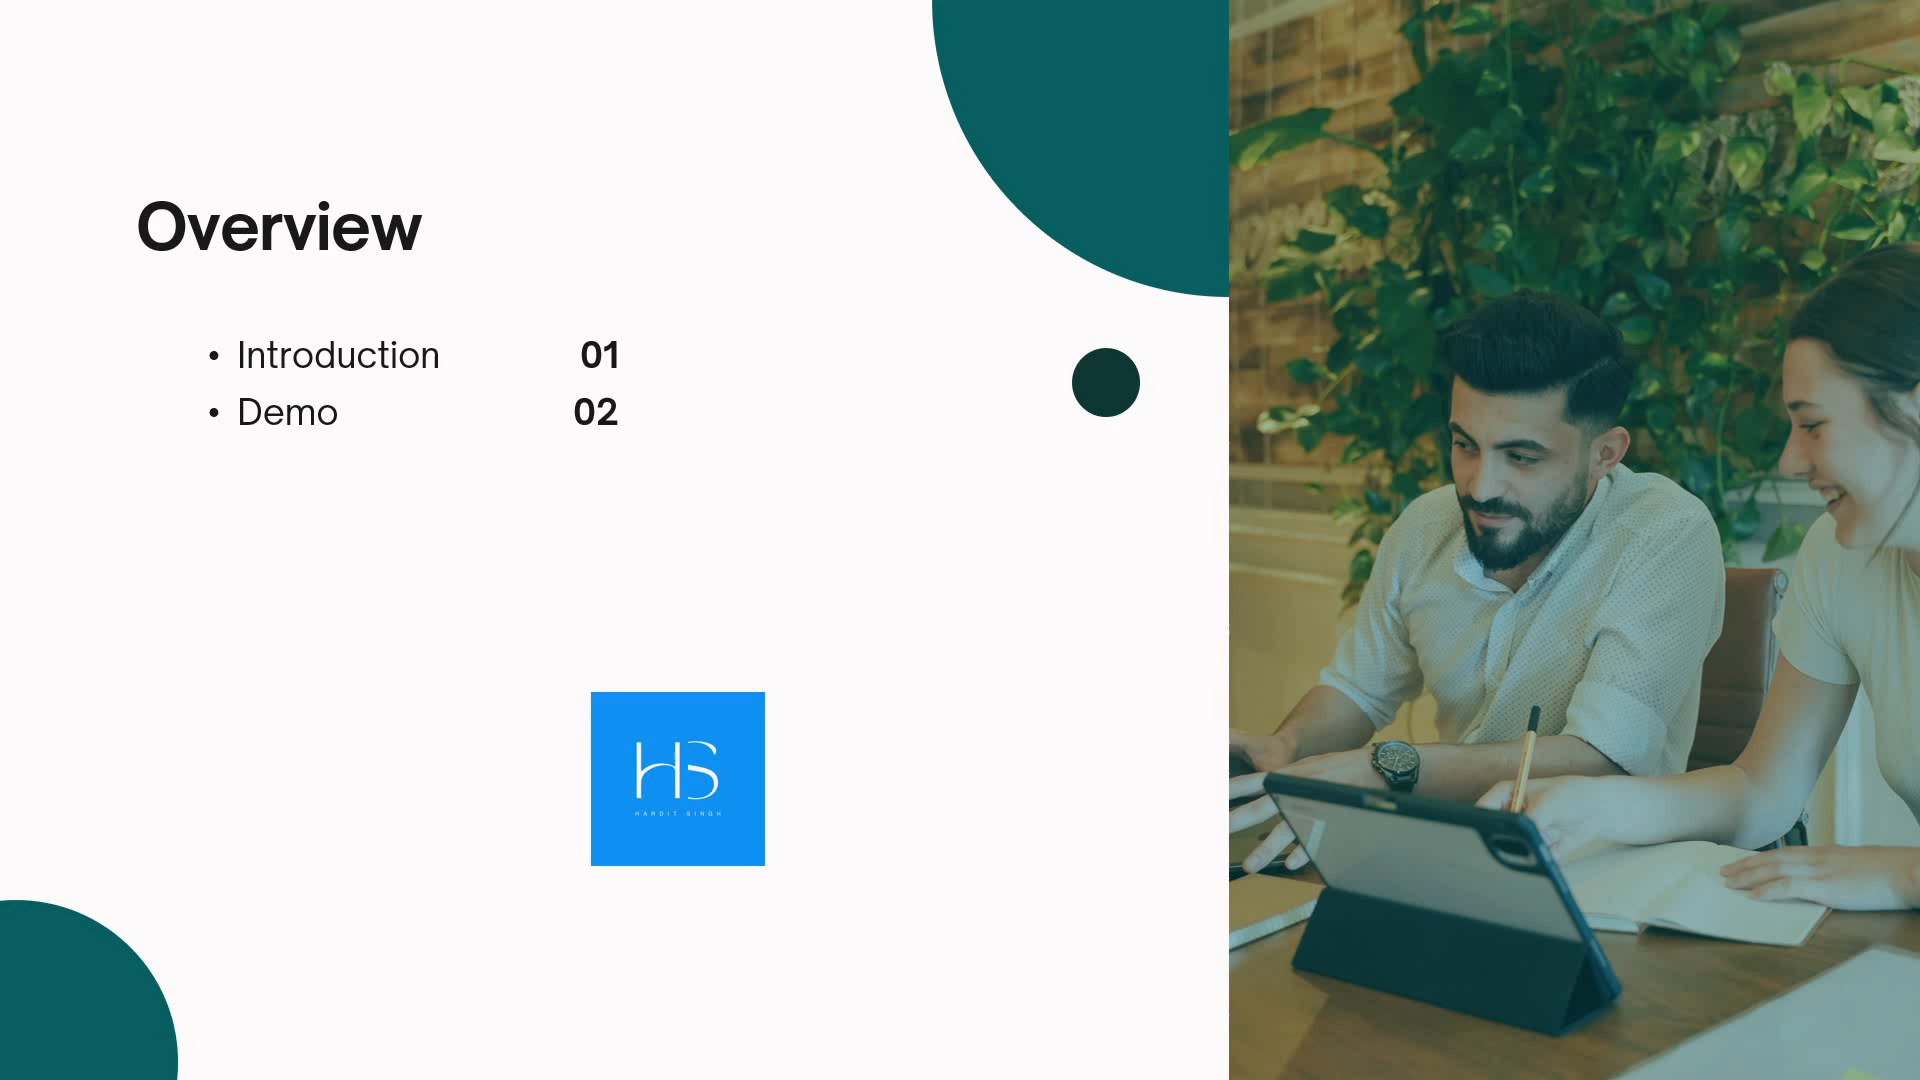 Overview
• Introduction 01
• Demo 02
HS
HARDIT SINGH